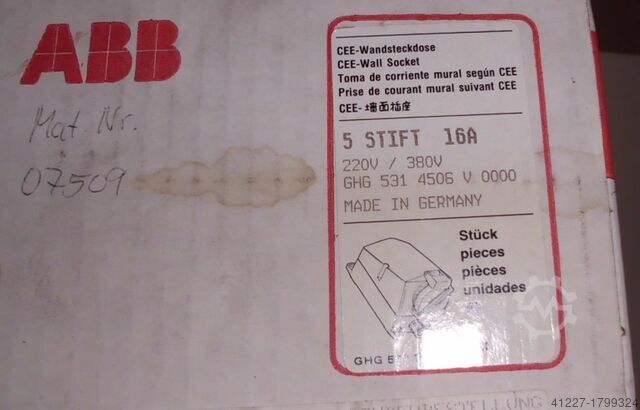 ABB
Mat. Nr.
07509
CEE-Wandsteckdose
CEE-Wall Socket
Toma de corriente mural según CEE
Prise de courant mural suivant CEE
CEE-墙面插座
5 STIFT 16A
220V / 380V
GHG 531 4506 V 0000
MADE IN GERMANY
Stück
pieces
pièces
unidades
GHG
41227-1799324